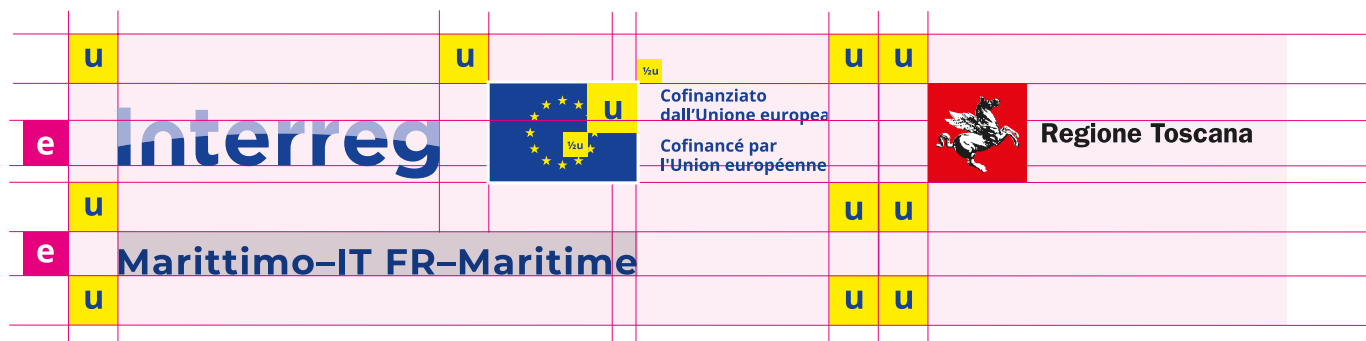 u u u u
½u
Interreg
u
½u
Cofinanziato
dall'Unione europea
Cofinancé par
l'Union européenne
Regione Toscana
e
u u u
e
Marittimo–IT FR–Maritime
u u u